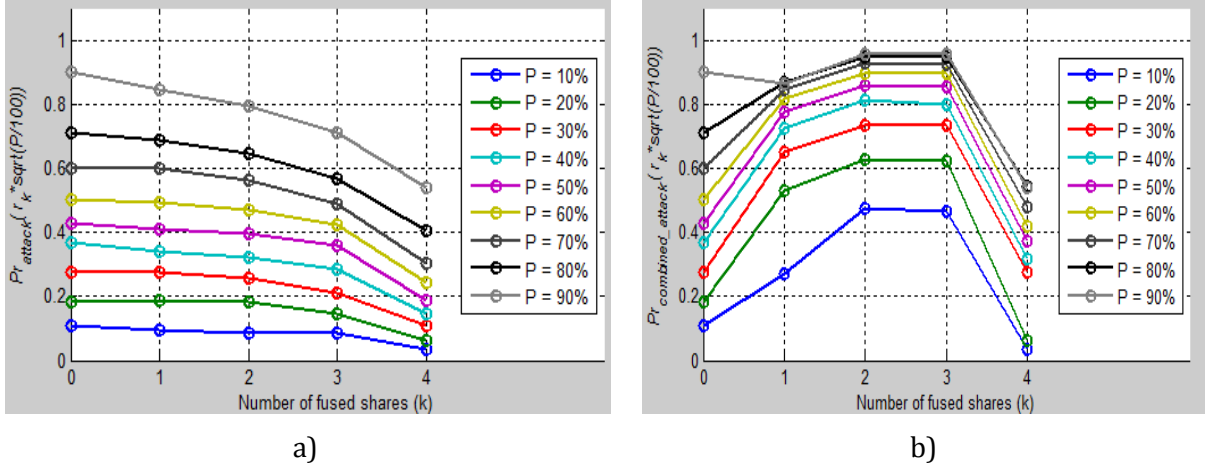 1
0.8
0.6
0.4
0.2
0
0 1 2 3 4
Pr_attack( r_k*sqrt(P/100))
Number of fused shares (k)
P = 10%
P = 20%
P = 30%
P = 40%
P = 50%
P = 60%
P = 70%
P = 80%
P = 90%
a)
1
0.8
0.6
0.4
0.2
0
0 1 2 3 4
Pr_combined_attack( r_k*sqrt(P/100))
Number of fused shares (k)
P = 10%
P = 20%
P = 30%
P = 40%
P = 50%
P = 60%
P = 70%
P = 80%
P = 90%
b)